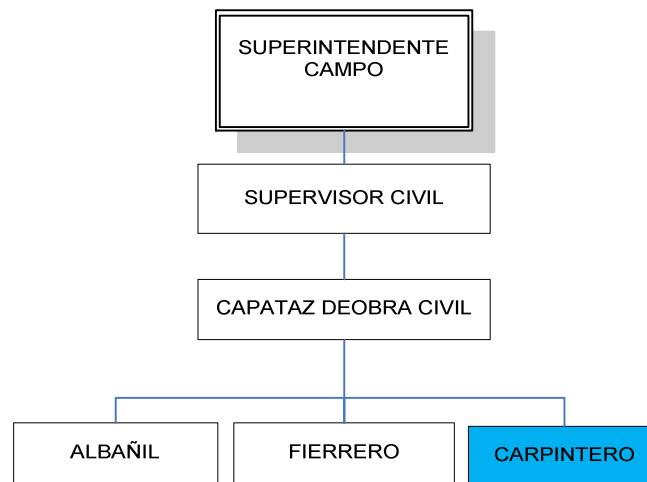 SUPERINTENDENTE
CAMPO
SUPERVISOR CIVIL
CAPATAZ DEOBRA CIVIL
ALBAÑIL
FIERRERO
CARPINTERO